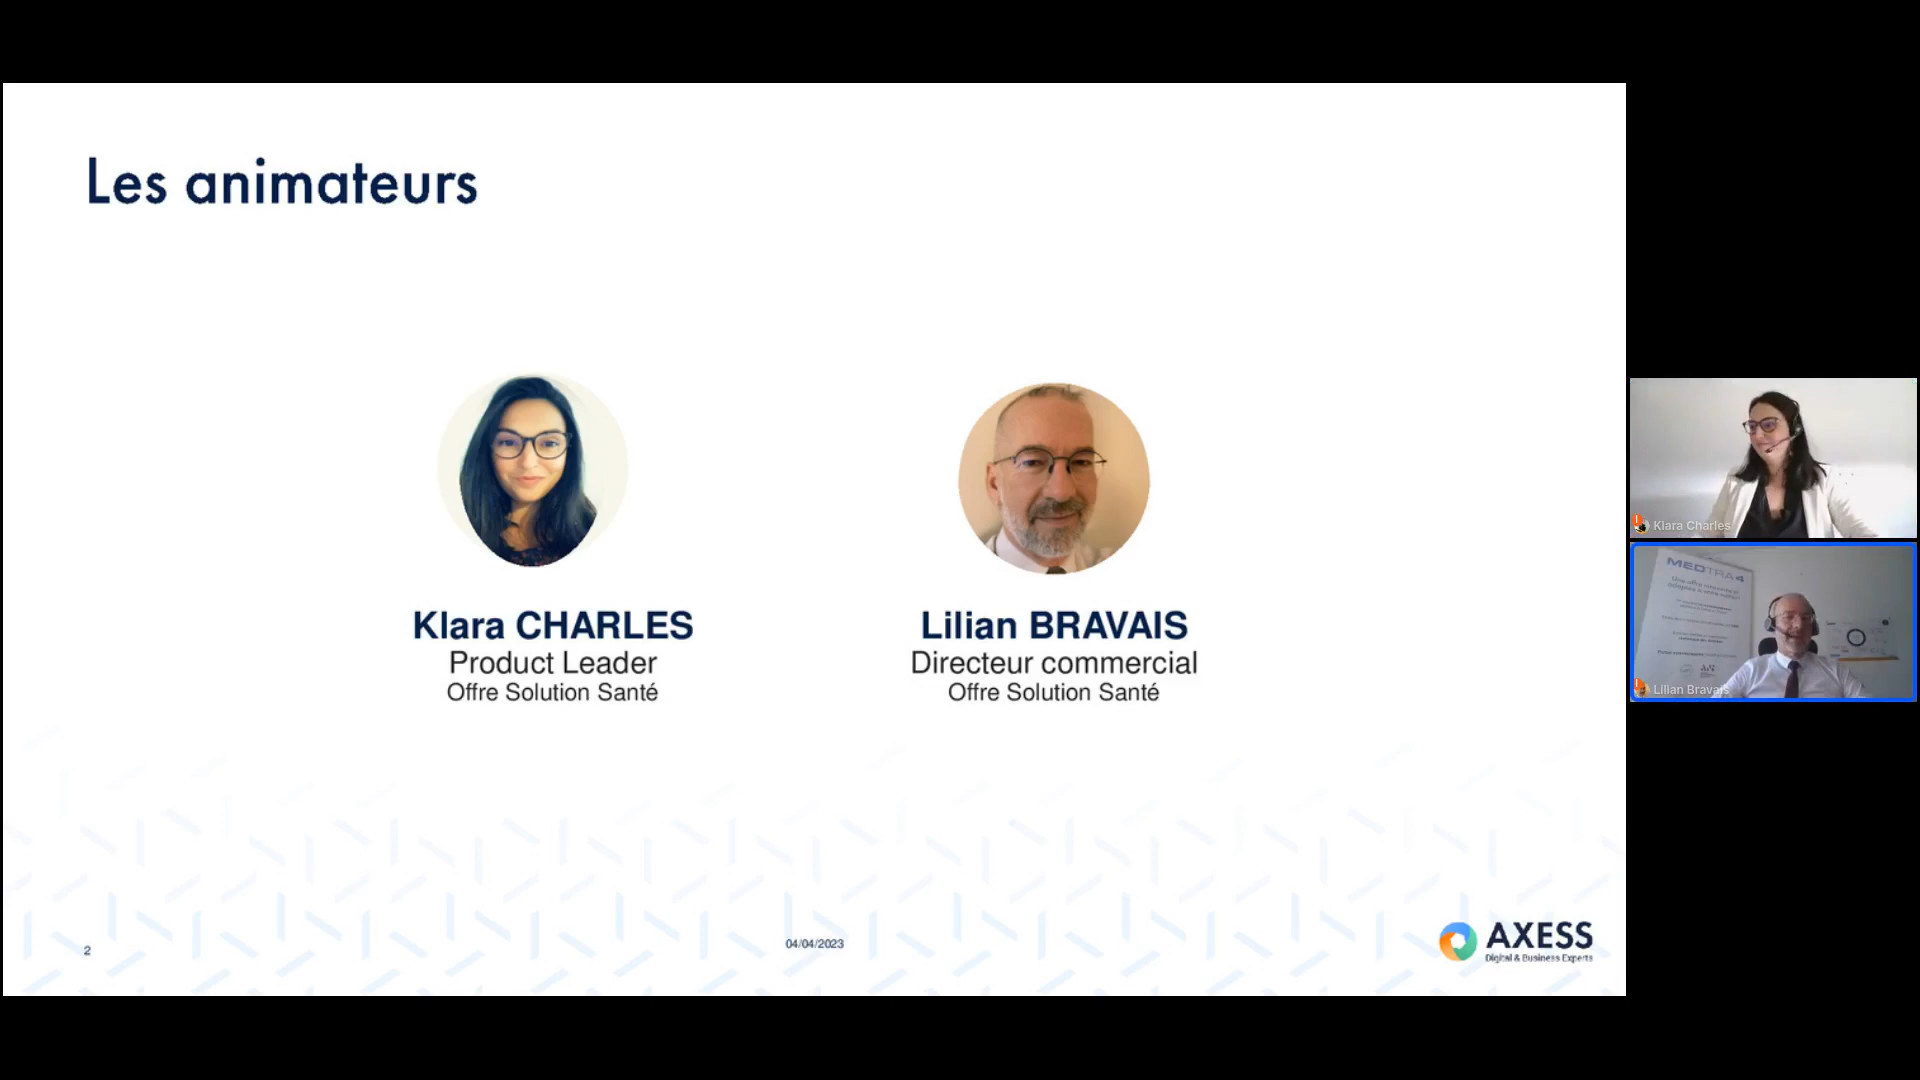 Les animateurs
Klara CHARLES
Product Leader
Offre Solution Santé
Lilian BRAVAIS
Directeur commercial
Offre Solution Santé
2
04/04/2023
AXESS
Digital & Business Experts
Klara Charles
MEDTRA4
Lilian Bravais